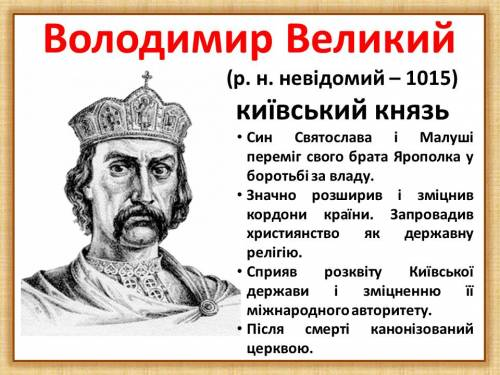 Володимир Великий
(р. н. невідомий – 1015)
київський князь
• Син Святослава і Малуші
переміг свого брата Ярополка у
боротьбі за владу.
• Значно розширив і зміцнив
кордони країни. Запровадив
християнство як державну
релігію.
• Сприяв розквіту Київської
держави і зміцненню її
міжнародного авторитету.
• Після смерті канонізований
церквою.